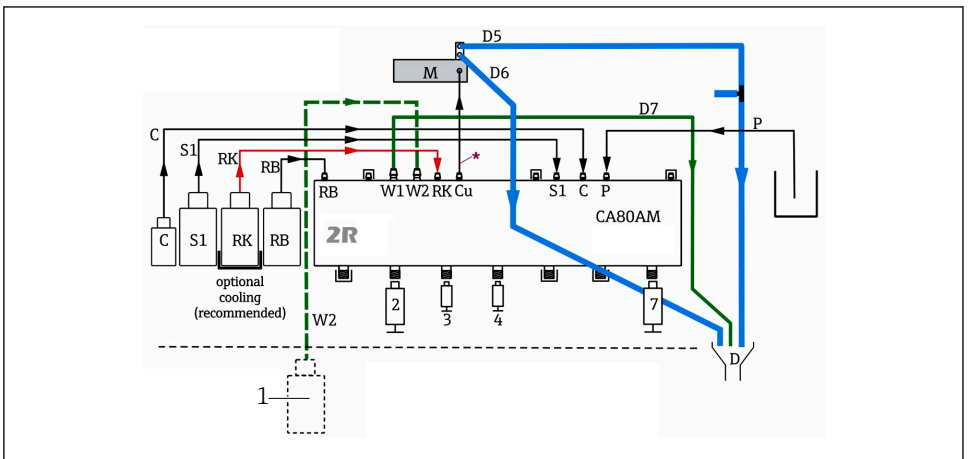 D5
M
D6
D7
C
P
S1
RK
*
RB
RB
W1 W2 RK Cu
S1 C P
2R
CA80AM
C
S1
RK
RB
optional
cooling
(recommended)
W2
2
3
4
7
D
1